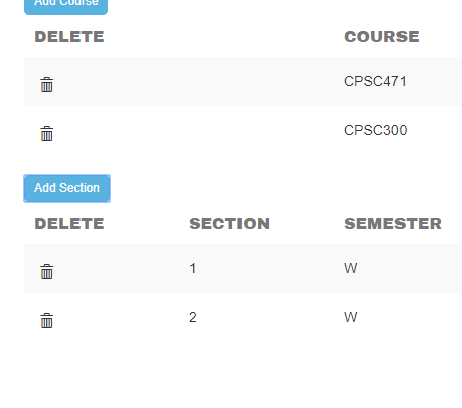 Add Course
DELETE COURSE
CPSC471
CPSC300
Add Section
DELETE SECTION SEMESTER
1 W
2 W